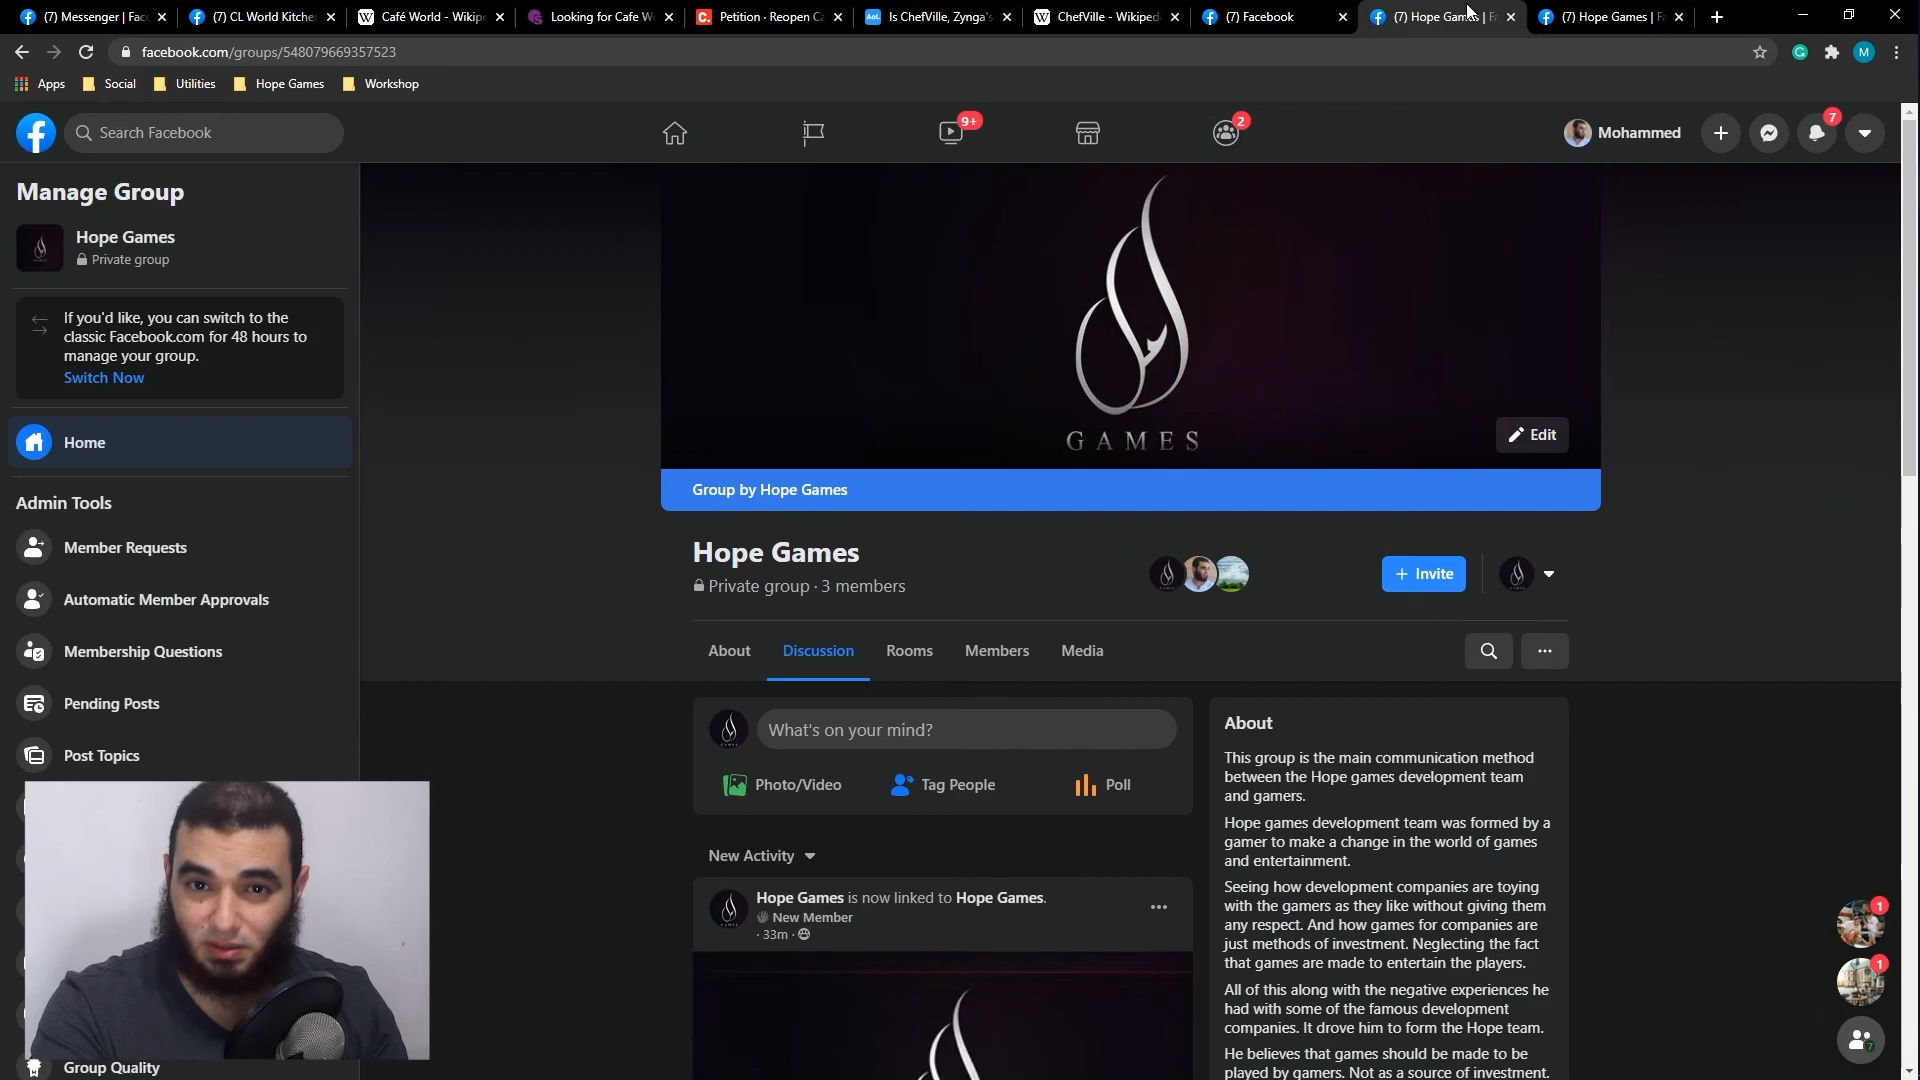 (7) Messenger | Fac
(7) CL World Kitche
Café World - Wikipe
Looking for Cafe W
Petition · Reopen C
Is ChefVille, Zynga's
ChefVille - Wikiped
(7) Facebook
(7) Hope Games | Fa
(7) Hope Games | Fa
facebook.com/groups/548079669357523
M
Apps
Social
Utilities
Hope Games
Workshop
Search Facebook
9+
2
Mohammed
7
Manage Group
Hope Games
Private group
If you'd like, you can switch to the
classic Facebook.com for 48 hours to
manage your group.
Switch Now
Home
Admin Tools
Member Requests
Automatic Member Approvals
Membership Questions
Pending Posts
Post Topics
Group Quality
GAMES
Edit
Group by Hope Games
Hope Games
Private group · 3 members
+ Invite
About
Discussion
Rooms
Members
Media
What's on your mind?
Photo/Video
Tag People
Poll
New Activity
Hope Games is now linked to Hope Games.
New Member
· 33m ·
About
This group is the main communication method
between the Hope games development team
and gamers.
Hope games development team was formed by a
gamer to make a change in the world of games
and entertainment.
Seeing how development companies are toying
with the gamers as they like without giving them
any respect. And how games for companies are
just methods of investment. Neglecting the fact
that games are made to entertain the players.
All of this along with the negative experiences he
had with some of the famous development
companies. It drove him to form the Hope team.
He believes that games should be made to be
played by gamers. Not as a source of investment.
1
1
7